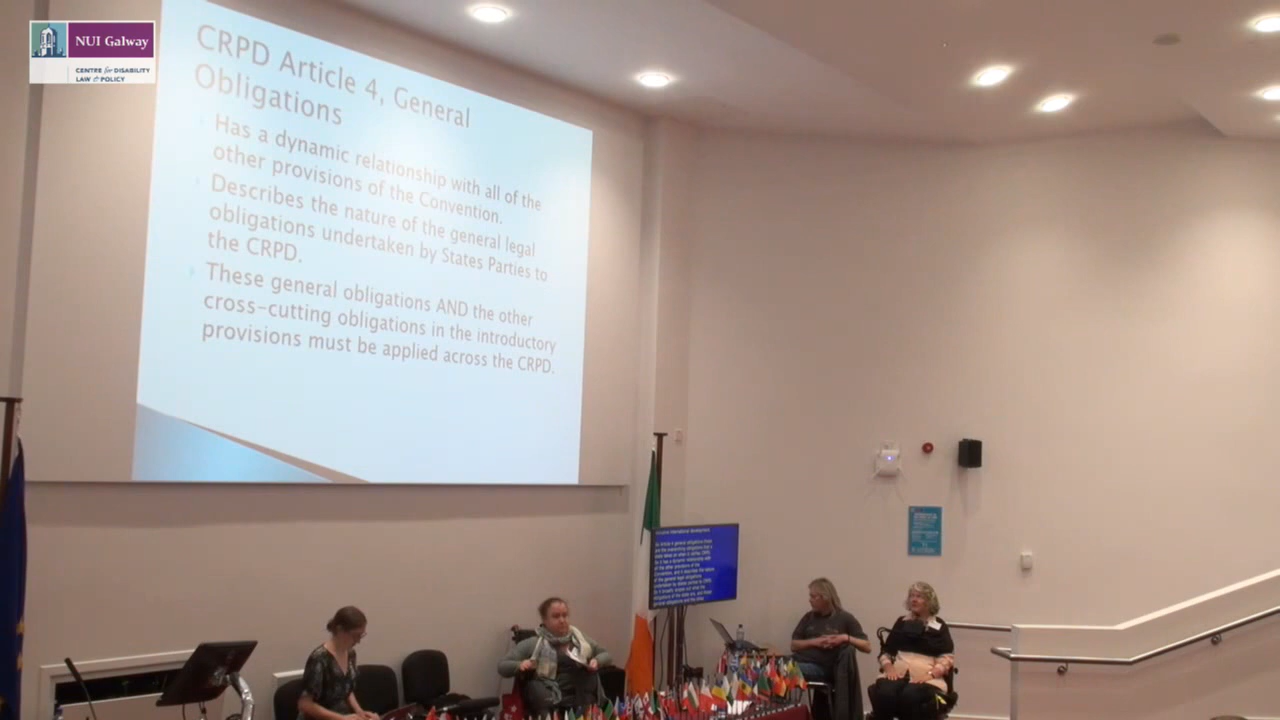 NUI Galway
CENTRE for DISABILITY
LAW & POLICY
CRPD Article 4, General
Obligations
Has a dynamic relationship with all of the
other provisions of the Convention.
Describes the nature of the general legal
obligations undertaken by States Parties to
the CRPD.
These general obligations AND the other
cross-cutting obligations in the introductory
provisions must be applied across the CRPD.